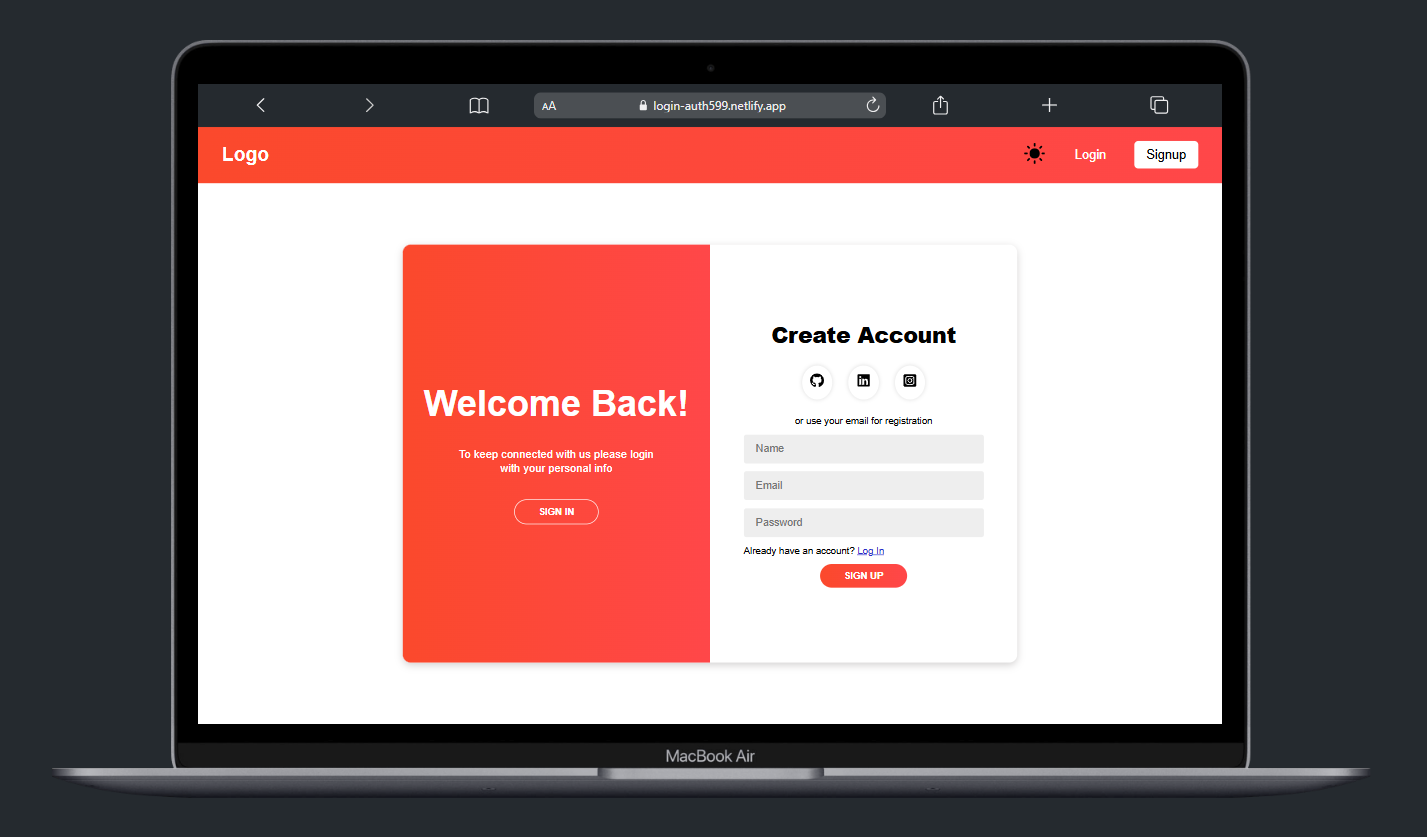 AA
login-auth599.netlify.app
Logo
Login
Signup
Welcome Back!
To keep connected with us please login
with your personal info
SIGN IN
Create Account
in
or use your email for registration
Name
Email
Password
Already have an account? Log In
SIGN UP
MacBook Air